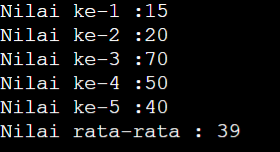 Nilai ke-1 :15
Nilai ke-2 :20
Nilai ke-3 :70
Nilai ke-4 :50
Nilai ke-5 :40
Nilai rata-rata : 39